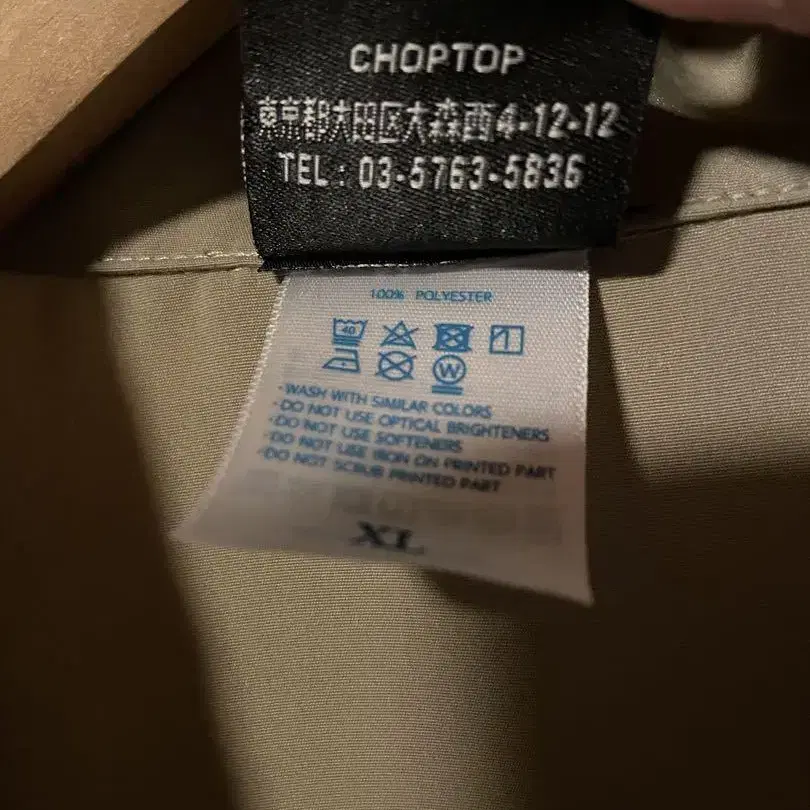 CHOPTOP
東京都大田区大森西4-12-12
TEL : 03-5763-5836
100% POLYESTER
40
1
W
-WASH WITH SIMILAR COLORS
-DO NOT USE OPTICAL BRIGHTENERS
-DO NOT USE SOFTENERS
-DO NOT USE IRON ON PRINTED PART
-DO NOT SCRUB PRINTED PART
XL